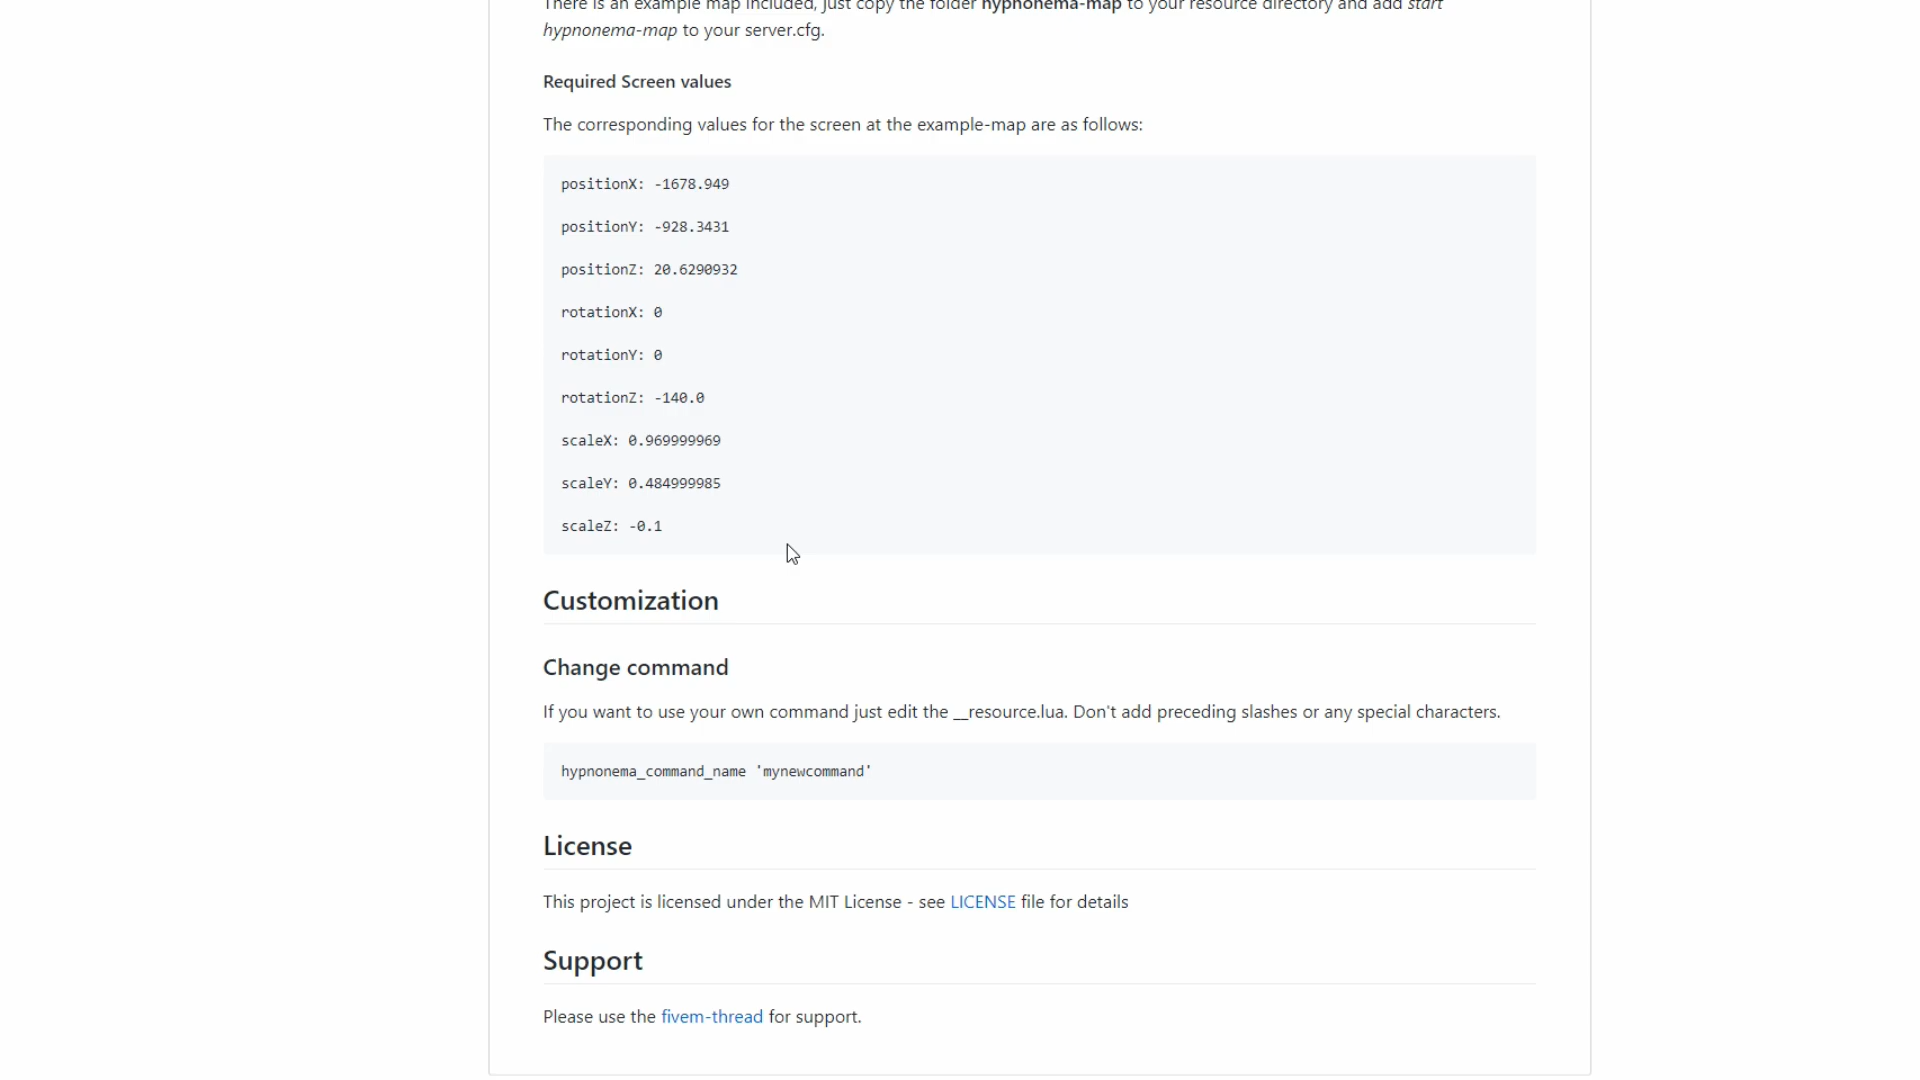 There is an example map included, just copy the folder hypnonema-map to your resource directory and add start
hypnonema-map to your server.cfg.
Required Screen values
The corresponding values for the screen at the example-map are as follows:
positionX: -1678.949
positionY: -928.3431
positionZ: 20.6290932
rotationX: 0
rotationY: 0
rotationZ: -140.0
scaleX: 0.969999969
scaleY: 0.484999985
scaleZ: -0.1
Customization
Change command
If you want to use your own command just edit the __resource.lua. Don't add preceding slashes or any special characters.
hypnonema_command_name 'mynewcommand'
License
This project is licensed under the MIT License - see LICENSE file for details
Support
Please use the fivem-thread for support.